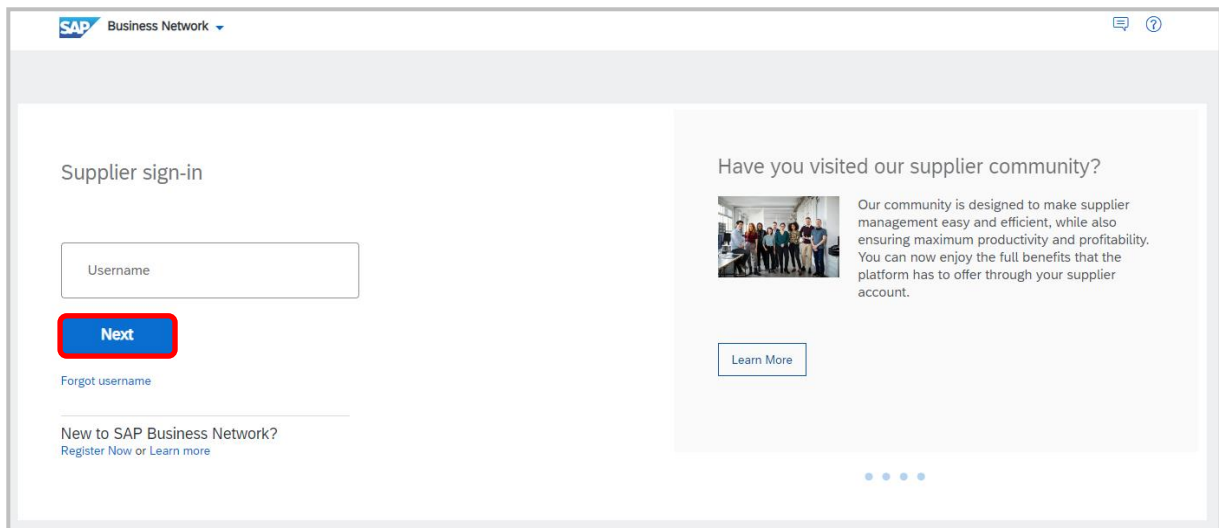 SAP Business Network
Supplier sign-in
Username
Next
Forgot username
New to SAP Business Network?
Register Now or Learn more
Have you visited our supplier community?
Our community is designed to make supplier
management easy and efficient, while also
ensuring maximum productivity and profitability.
You can now enjoy the full benefits that the
platform has to offer through your supplier
account.
Learn More